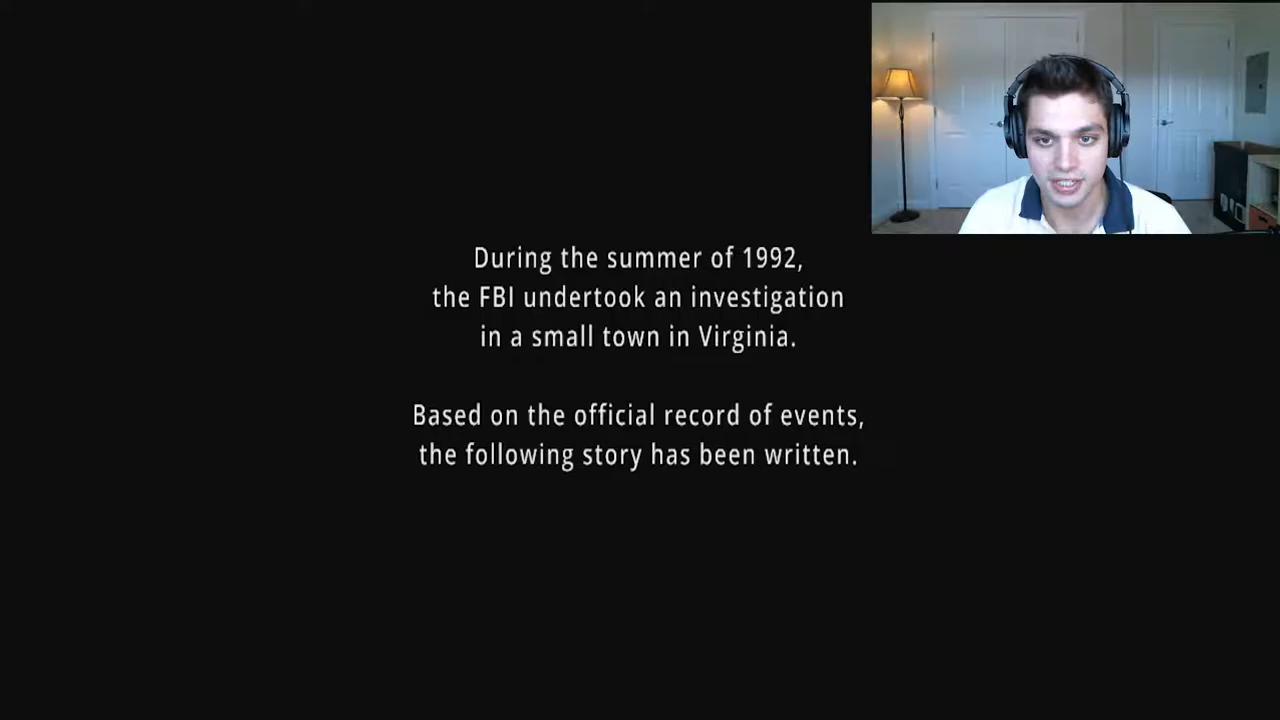 During the summer of 1992,
the FBI undertook an investigation
in a small town in Virginia.
Based on the official record of events,
the following story has been written.